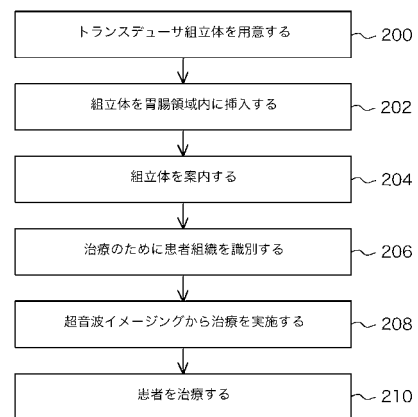 トランスデューサ組立体を用意する 200
組立体を胃腸領域内に挿入する 202
組立体を案内する 204
治療のために患者組織を識別する 206
超音波イメージングから治療を実施する 208
患者を治療する 210